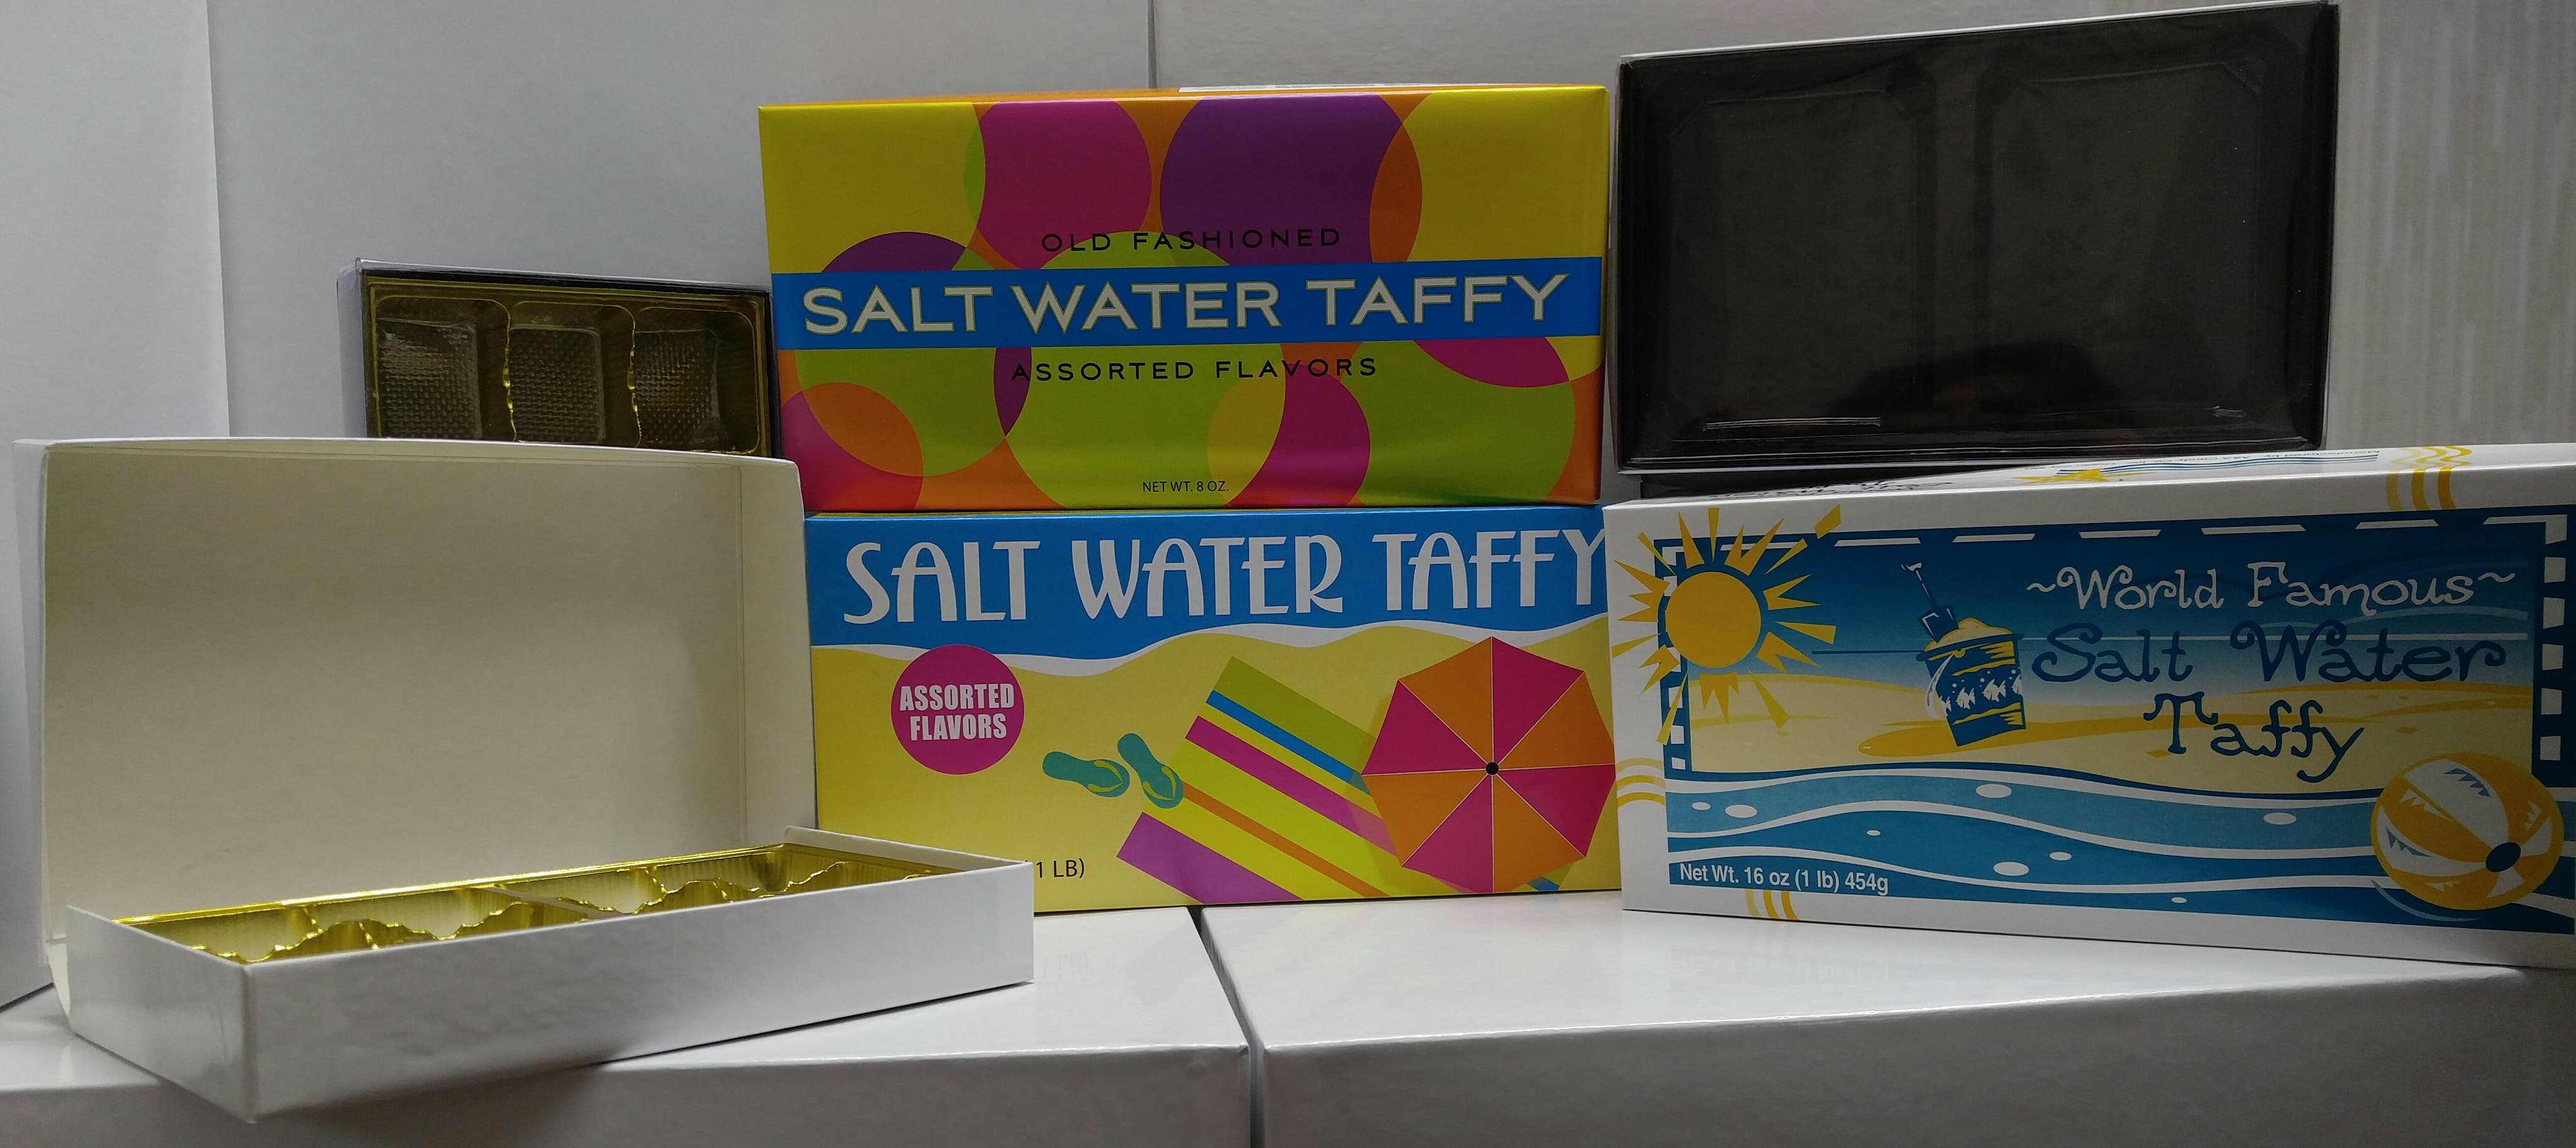 OLD FASHIONED
SALT WATER TAFFY
ASSORTED FLAVORS
NET WT. 8 OZ.
SALT WATER TAFFY
ASSORTED
FLAVORS
1 LB)
~World Famous~
Salt Water
Taffy
Net Wt. 16 oz (1 lb) 454g